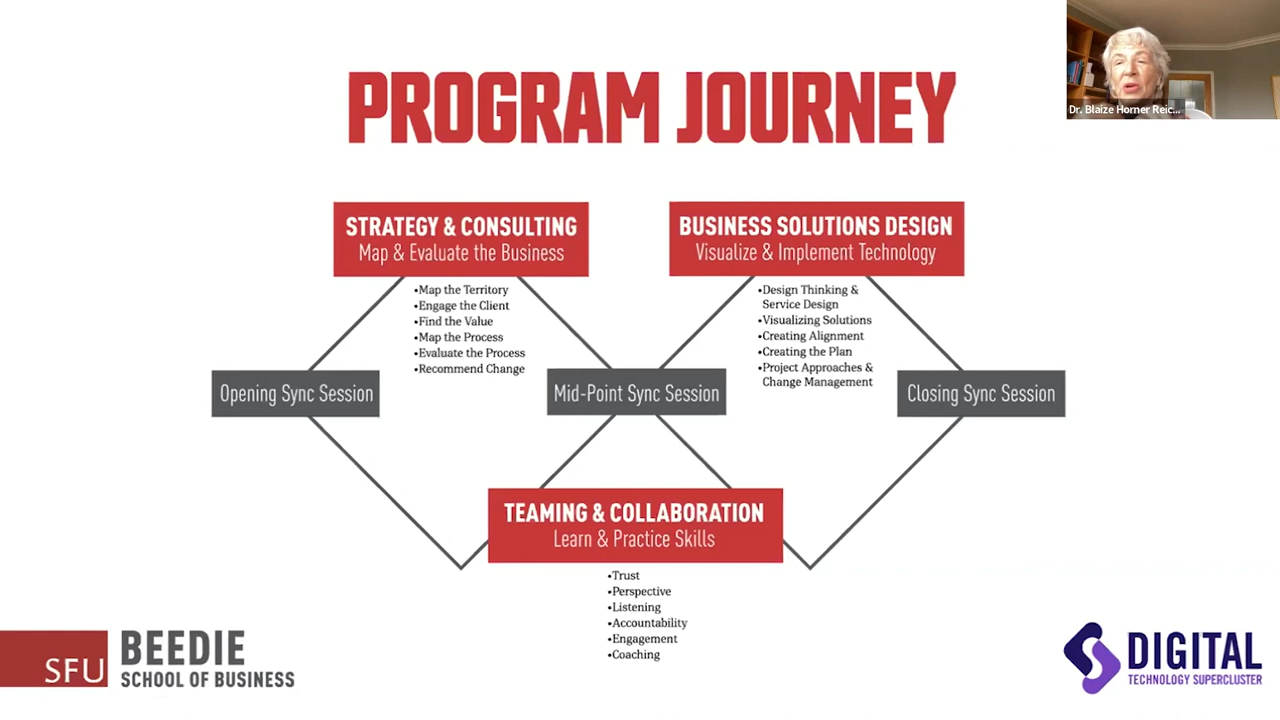 PROGRAM JOURNEY
Dr. Blaize Horner Reic...
STRATEGY & CONSULTING
Map & Evaluate the Business
•Map the Territory
•Engage the Client
•Find the Value
•Map the Process
•Evaluate the Process
•Recommend Change
BUSINESS SOLUTIONS DESIGN
Visualize & Implement Technology
•Design Thinking &
Service Design
•Visualizing Solutions
•Creating Alignment
•Creating the Plan
•Project Approaches &
Change Management
Opening Sync Session
Mid-Point Sync Session
Closing Sync Session
TEAMING & COLLABORATION
Learn & Practice Skills
•Trust
•Perspective
•Listening
•Accountability
•Engagement
•Coaching
SFU
BEEDIE
SCHOOL OF BUSINESS
DIGITAL
TECHNOLOGY SUPERCLUSTER